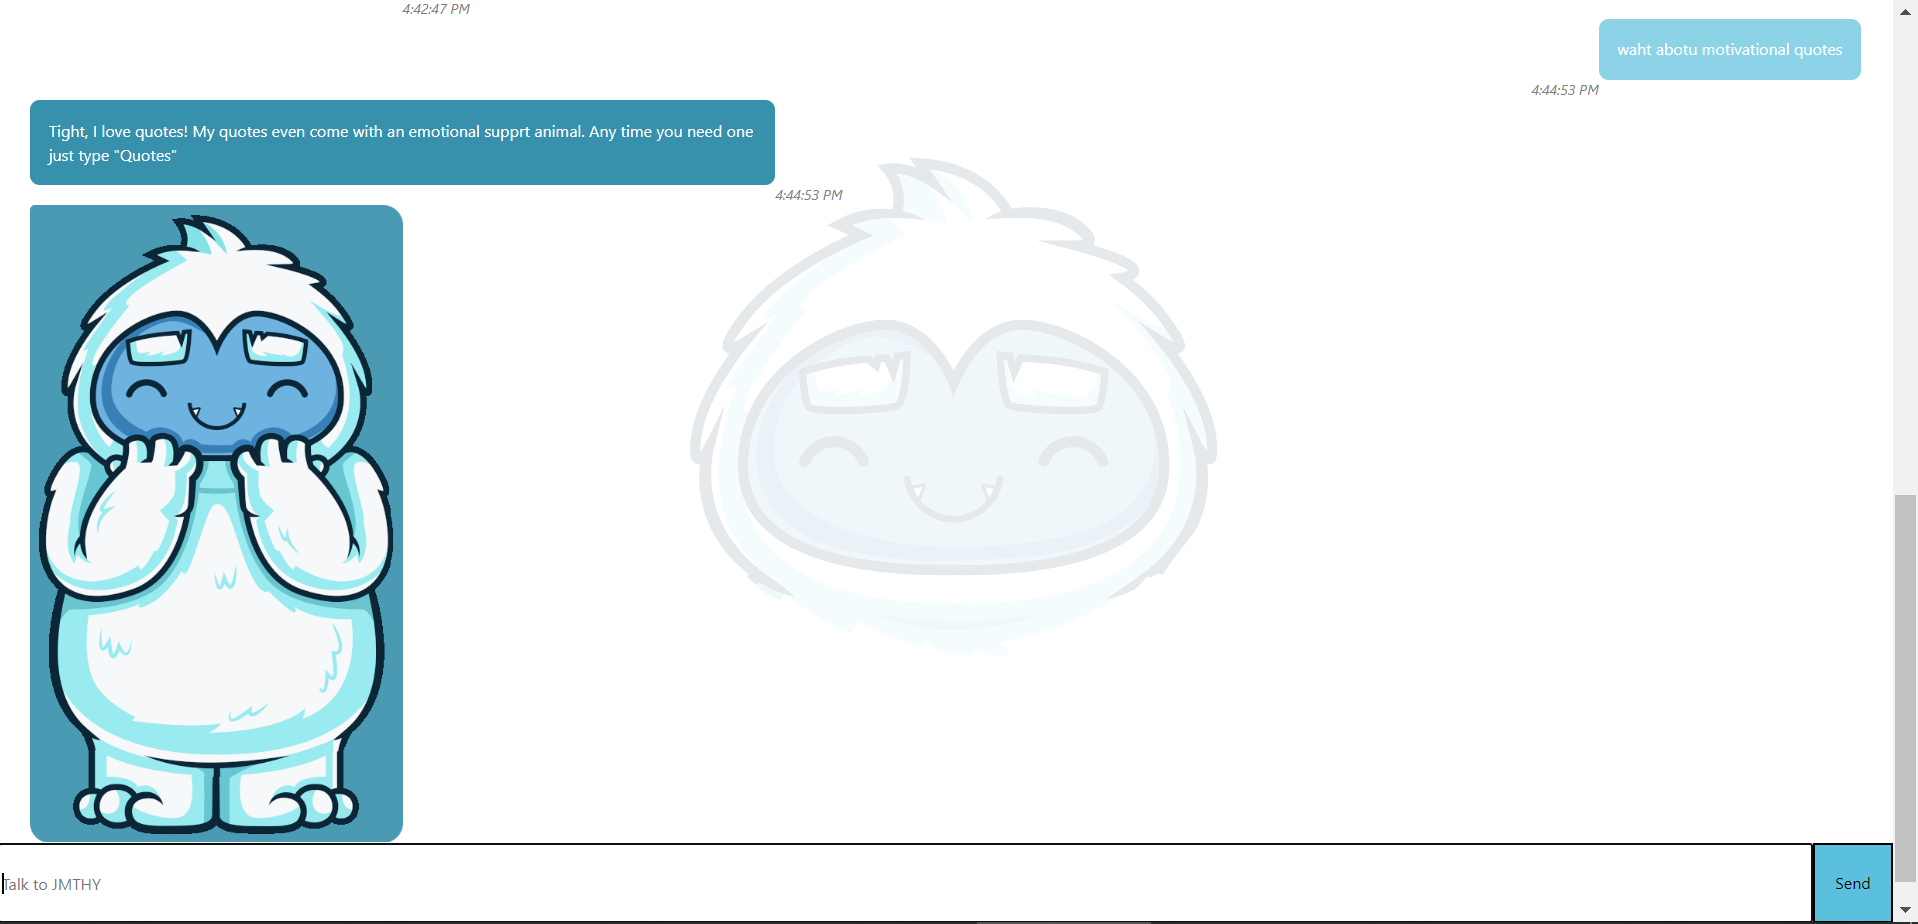 4:42:47 PM
waht abotu motivational quotes
4:44:53 PM
Tight, I love quotes! My quotes even come with an emotional supprt animal. Any time you need one
just type "Quotes"
4:44:53 PM
Talk to JMTHY
Send